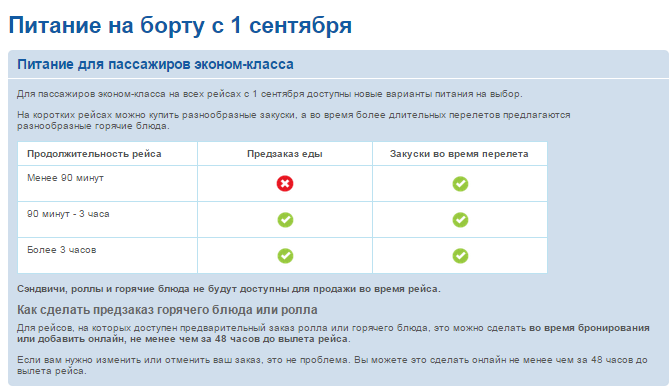 Питание на борту с 1 сентября
Питание для пассажиров эконом-класса
Для пассажиров эконом-класса на всех рейсах с 1 сентября доступны новые варианты питания на выбор.
На коротких рейсах можно купить разнообразные закуски, а во время более длительных перелетов предлагаются
разнообразные горячие блюда.
Продолжительность рейса Предзаказ еды Закуски во время перелета
Менее 90 минут
90 минут - 3 часа
Более 3 часов
Сэндвичи, роллы и горячие блюда не будут доступны для продажи во время рейса.
Как сделать предзаказ горячего блюда или ролла
Для рейсов, на которых доступен предварительный заказ ролла или горячего блюда, это можно сделать во время бронирования
или добавить онлайн, не менее чем за 48 часов до вылета рейса.
Если вам нужно изменить или отменить ваш заказ, это не проблема. Вы можете это сделать онлайн не менее чем за 48 часов до
вылета рейса.